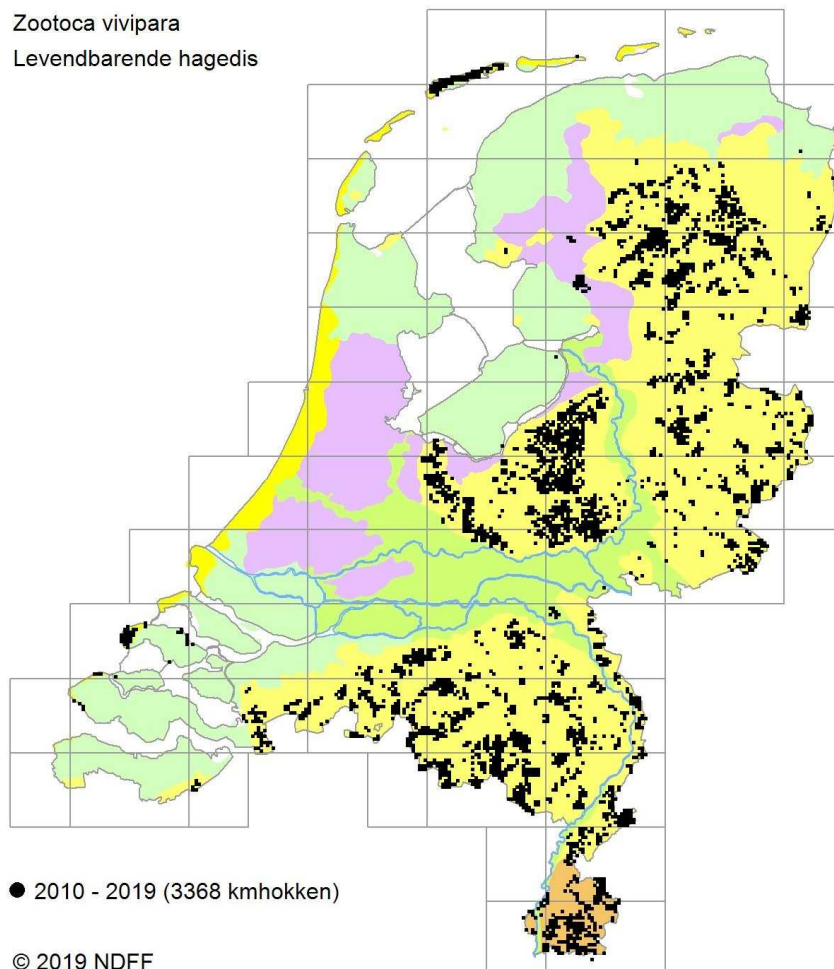 Zootoca vivipara
Levendbarende hagedis
● 2010 - 2019 (3368 kmhokken)
© 2019 NDFF